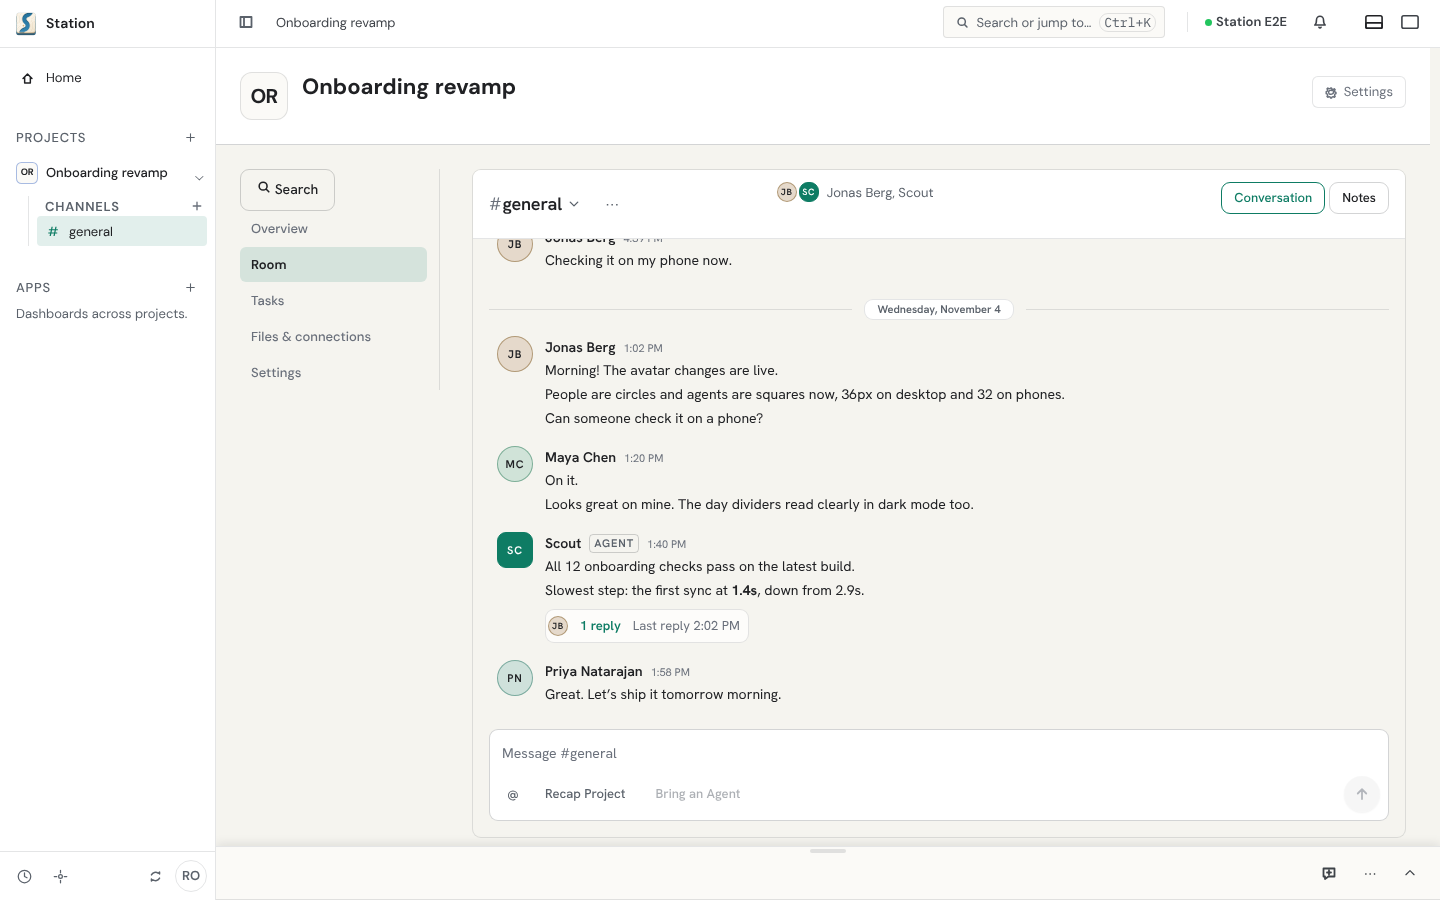 Station
Onboarding revamp
Search or jump to...
Ctrl+K
Station E2E
Home
PROJECTS
OR
Onboarding revamp
CHANNELS
# general
APPS
Dashboards across projects.
RO
OR
Onboarding revamp
Settings
Search
Overview
Room
Tasks
Files & connections
Settings
#general
JB
SC
Jonas Berg, Scout
Conversation
Notes
JB
Jonas Berg 4:59 PM
Checking it on my phone now.
Wednesday, November 4
JB
Jonas Berg 1:02 PM
Morning! The avatar changes are live.
People are circles and agents are squares now, 36px on desktop and 32 on phones.
Can someone check it on a phone?
MC
Maya Chen 1:20 PM
On it.
Looks great on mine. The day dividers read clearly in dark mode too.
SC
Scout AGENT 1:40 PM
All 12 onboarding checks pass on the latest build.
Slowest step: the first sync at 1.4s, down from 2.9s.
JB
1 reply Last reply 2:02 PM
PN
Priya Natarajan 1:58 PM
Great. Let’s ship it tomorrow morning.
Message #general
@ Recap Project Bring an Agent